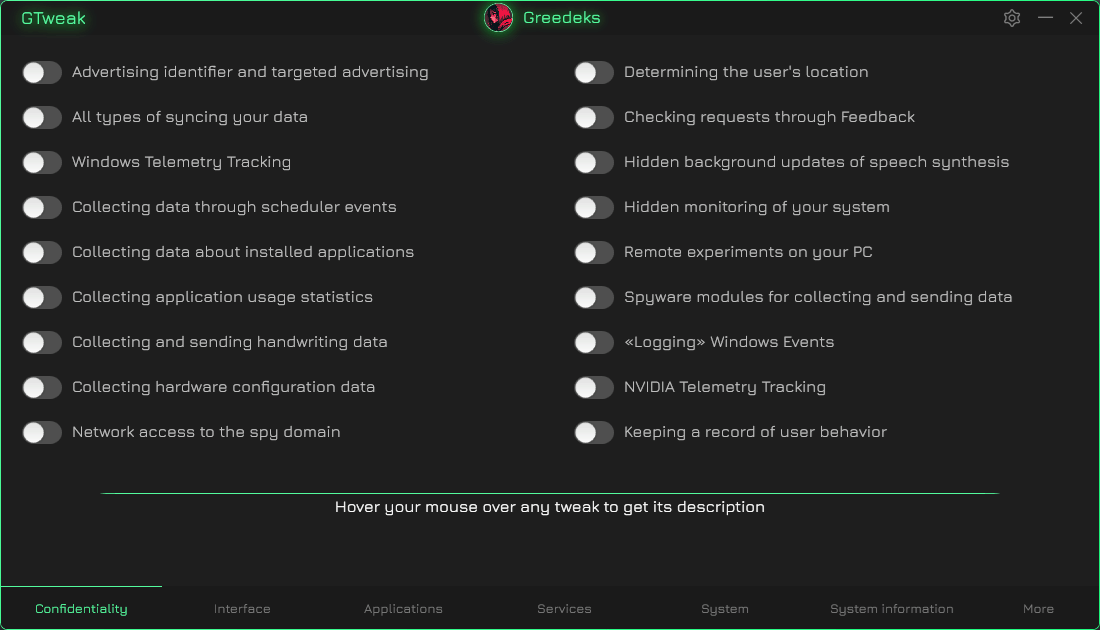 GTweak
Greedeks
Advertising identifier and targeted advertising
All types of syncing your data
Windows Telemetry Tracking
Collecting data through scheduler events
Collecting data about installed applications
Collecting application usage statistics
Collecting and sending handwriting data
Collecting hardware configuration data
Network access to the spy domain
Determining the user's location
Checking requests through Feedback
Hidden background updates of speech synthesis
Hidden monitoring of your system
Remote experiments on your PC
Spyware modules for collecting and sending data
«Logging» Windows Events
NVIDIA Telemetry Tracking
Keeping a record of user behavior
Hover your mouse over any tweak to get its description
Confidentiality
Interface
Applications
Services
System
System information
More